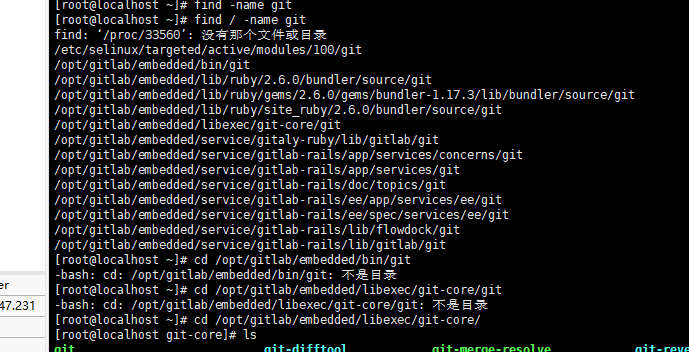 [root@localhost ~]# find -name git
[root@localhost ~]# find / -name git
find: ‘/proc/33560’: 没有那个文件或目录
/etc/selinux/targeted/active/modules/100/git
/opt/gitlab/embedded/bin/git
/opt/gitlab/embedded/lib/ruby/2.6.0/bundler/source/git
/opt/gitlab/embedded/lib/ruby/gems/2.6.0/gems/bundler-1.17.3/lib/bundler/source/git
/opt/gitlab/embedded/lib/ruby/site_ruby/2.6.0/bundler/source/git
/opt/gitlab/embedded/libexec/git-core/git
/opt/gitlab/embedded/service/gitaly-ruby/lib/gitlab/git
/opt/gitlab/embedded/service/gitlab-rails/app/services/concerns/git
/opt/gitlab/embedded/service/gitlab-rails/app/services/git
/opt/gitlab/embedded/service/gitlab-rails/doc/topics/git
/opt/gitlab/embedded/service/gitlab-rails/ee/app/services/ee/git
/opt/gitlab/embedded/service/gitlab-rails/ee/spec/services/ee/git
/opt/gitlab/embedded/service/gitlab-rails/lib/flowdock/git
/opt/gitlab/embedded/service/gitlab-rails/lib/gitlab/git
[root@localhost ~]# cd /opt/gitlab/embedded/bin/git
-bash: cd: /opt/gitlab/embedded/bin/git: 不是目录
[root@localhost ~]# cd /opt/gitlab/embedded/libexec/git-core/git
-bash: cd: /opt/gitlab/embedded/libexec/git-core/git: 不是目录
[root@localhost ~]# cd /opt/gitlab/embedded/libexec/git-core/
[root@localhost git-core]# ls
git git-difftool git-merge-resolve git-reve
er
47.231